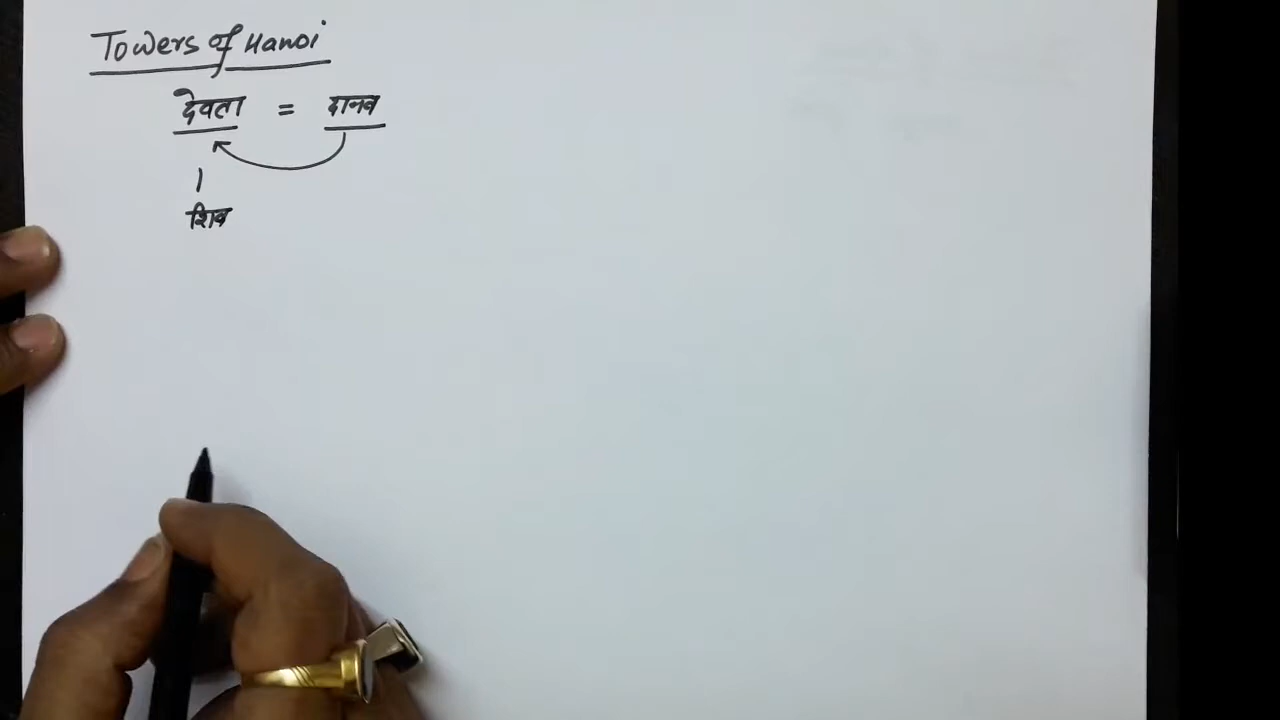 Towers of Hanoi
देवता = दानव
शिव